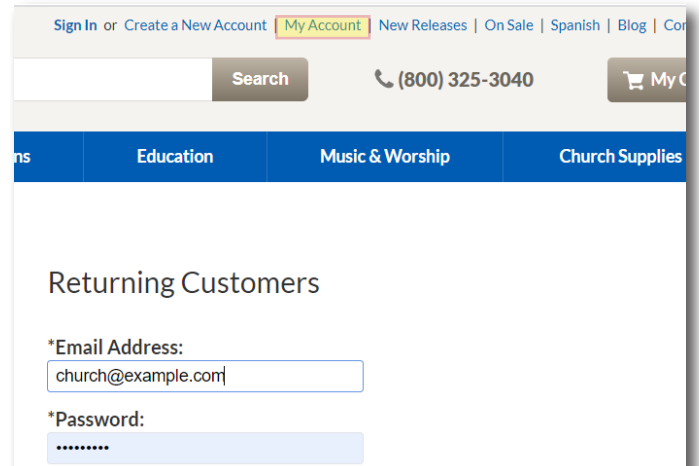 Sign In or Create a New Account | My Account | New Releases | On Sale | Spanish | Blog |
Search (800) 325-3040 My
Education Music & Worship Church Supplies
Returning Customers
*Email Address:
church@example.com
*Password:
•••••••••